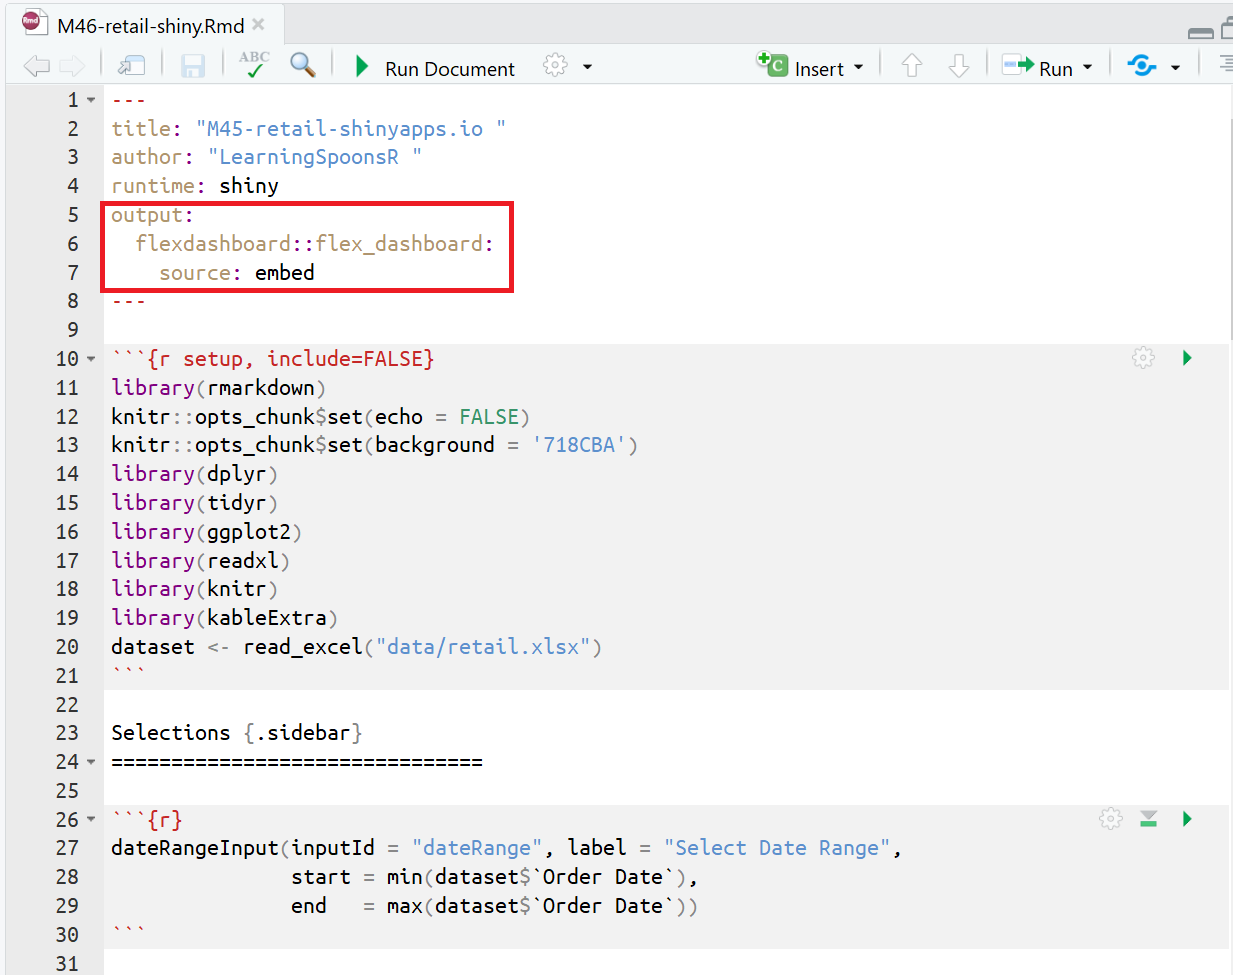 M46-retail-shiny.Rmd
ABC Run Document Insert Run
1 ---
2 title: "M45-retail-shinyapps.io "
3 author: "LearningSpoonsR "
4 runtime: shiny
5 output:
6   flexdashboard::flex_dashboard:
7     source: embed
8 ---
9
10 ```{r setup, include=FALSE}
11 library(rmarkdown)
12 knitr::opts_chunk$set(echo = FALSE)
13 knitr::opts_chunk$set(background = '718CBA')
14 library(dplyr)
15 library(tidyr)
16 library(ggplot2)
17 library(readxl)
18 library(knitr)
19 library(kableExtra)
20 dataset <- read_excel("data/retail.xlsx")
21 ```
22
23 Selections {.sidebar}
24 ===============================
25
26 ```{r}
27 dateRangeInput(inputId = "dateRange", label = "Select Date Range",
28                start = min(dataset$`Order Date`),
29                end   = max(dataset$`Order Date`))
30 ```
31